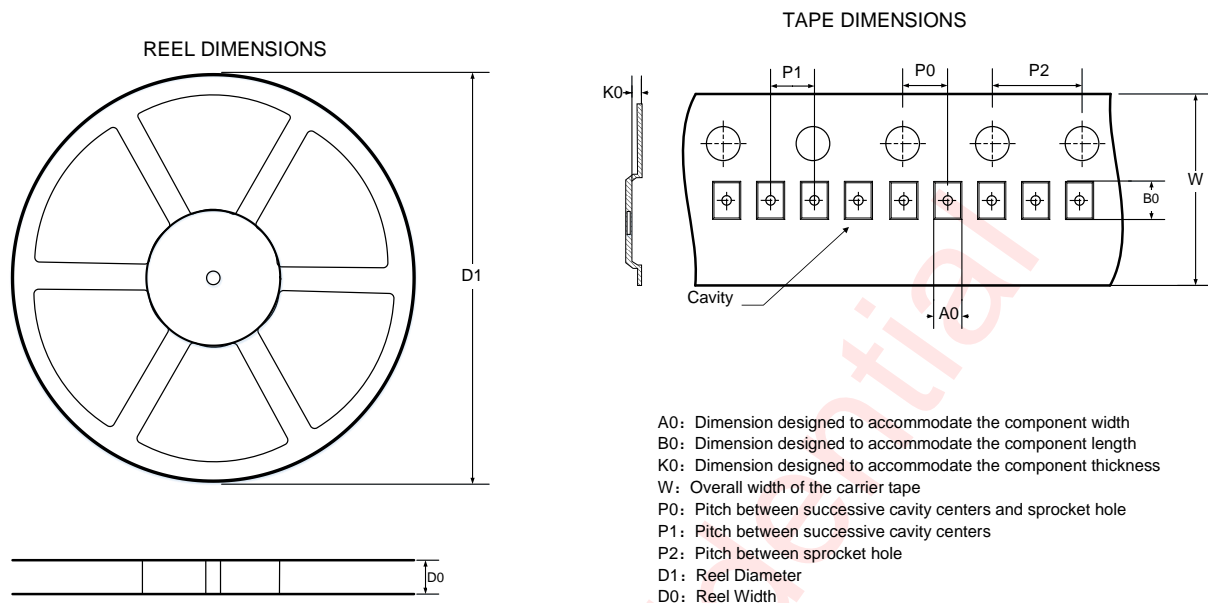 TAPE DIMENSIONS
REEL DIMENSIONS
P1
P0
P2
K0
W
B0
D1
Cavity
A0
A0：Dimension designed to accommodate the component width
B0：Dimension designed to accommodate the component length
K0：Dimension designed to accommodate the component thickness
W：Overall width of the carrier tape
P0：Pitch between successive cavity centers and sprocket hole
P1：Pitch between successive cavity centers
P2：Pitch between sprocket hole
D1：Reel Diameter
D0：Reel Width
D0
dential